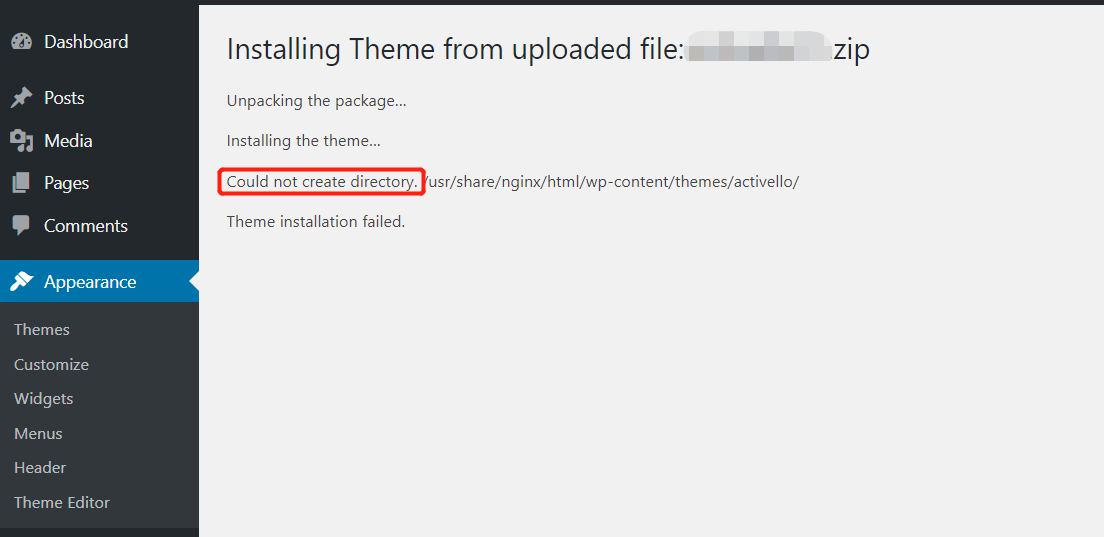 Dashboard
Posts
Media
Pages
Comments
Appearance
Themes
Customize
Widgets
Menus
Header
Theme Editor
Installing Theme from uploaded file: zip
Unpacking the package…
Installing the theme…
Could not create directory. /usr/share/nginx/html/wp-content/themes/activello/
Theme installation failed.